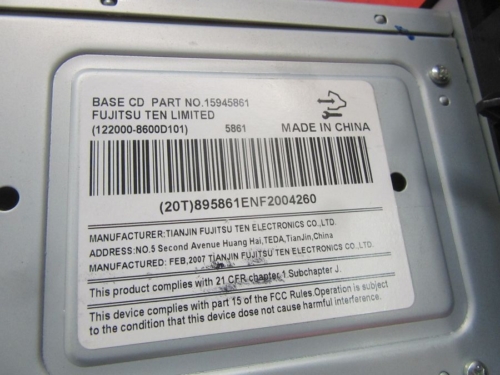 BASE CD PART NO.15945861
FUJITSU TEN LIMITED
(122000-8600D101) 5861
MADE IN CHINA
(20T)895861ENF2004260
MANUFACTURER:TIANJIN FUJITSU TEN ELECTRONICS CO.,LTD.
ADDRESS:NO.5 Second Avenue Huang Hai,TEDA,TianJin,China
MANUFACTURED: FEB,2007 TIANJIN FUJITSU TEN ELECTRONICS CO.,LTD.
This product complies with 21 CFR chapter 1.Subchapter J.
This device complies with part 15 of the FCC Rules.Operation is subject
to the condition that this device dose not cause harmful interference.